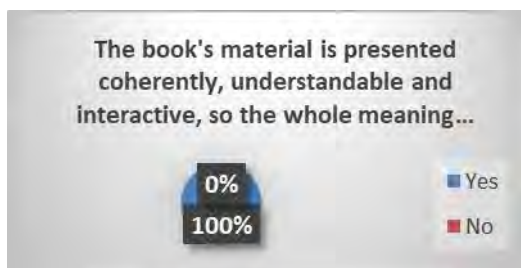 The book's material is presented
coherently, understandable and
interactive, so the whole meaning...
0%
100%
Yes
No